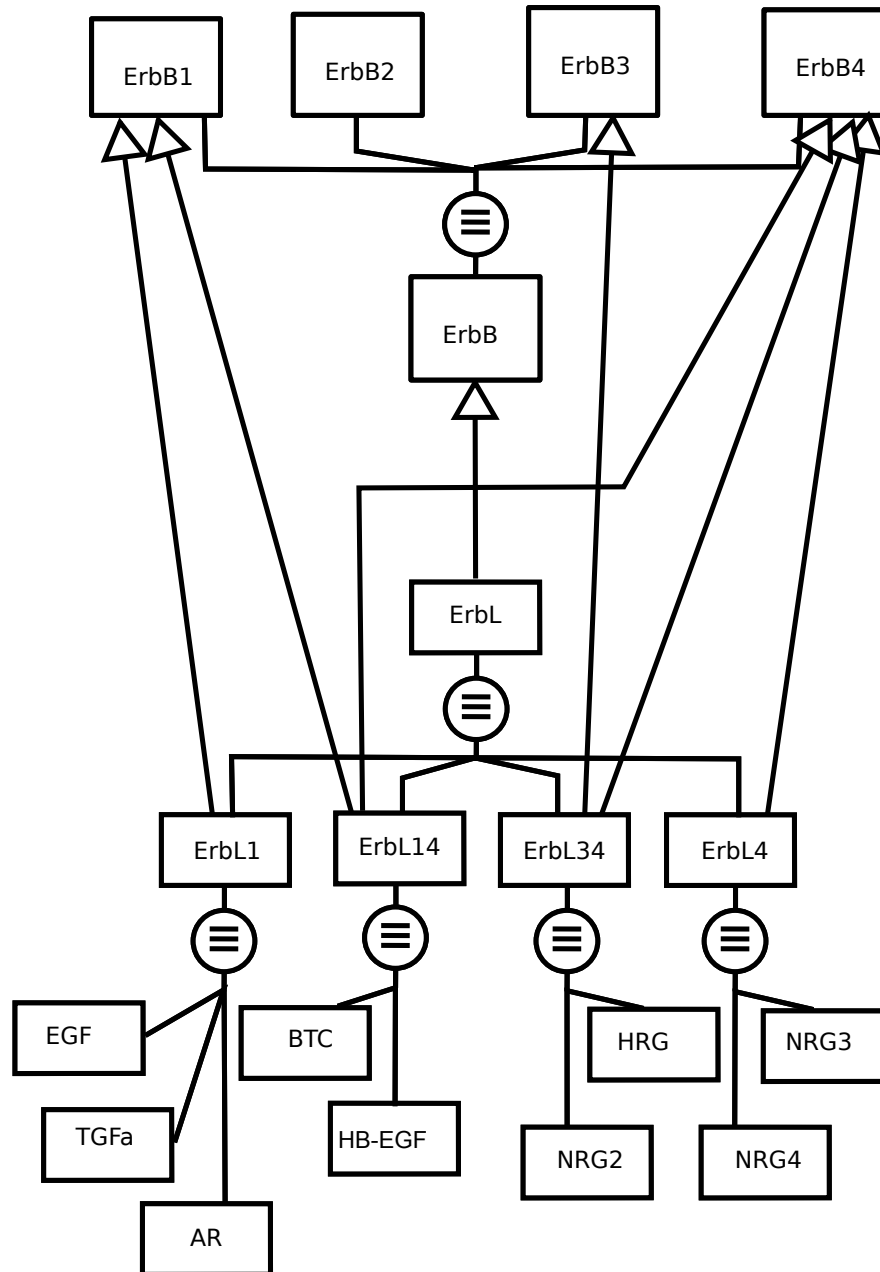 ErbB1
ErbB2
ErbB3
ErbB4
ErbB
ErbL
ErbL1
ErbL14
ErbL34
ErbL4
EGF
BTC
HRG
NRG3
TGFa
HB-EGF
NRG2
NRG4
AR